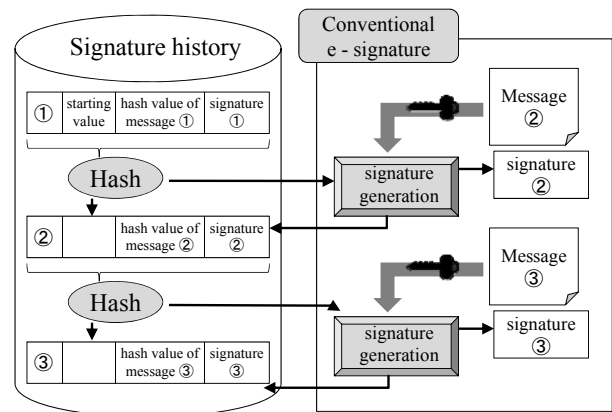 Signature history
① starting value hash value of message ① signature ①
Hash
② hash value of message ② signature ②
Hash
③ hash value of message ③ signature ③
Conventional
e - signature
Message
②
signature
generation
signature
②
Message
③
signature
generation
signature
③